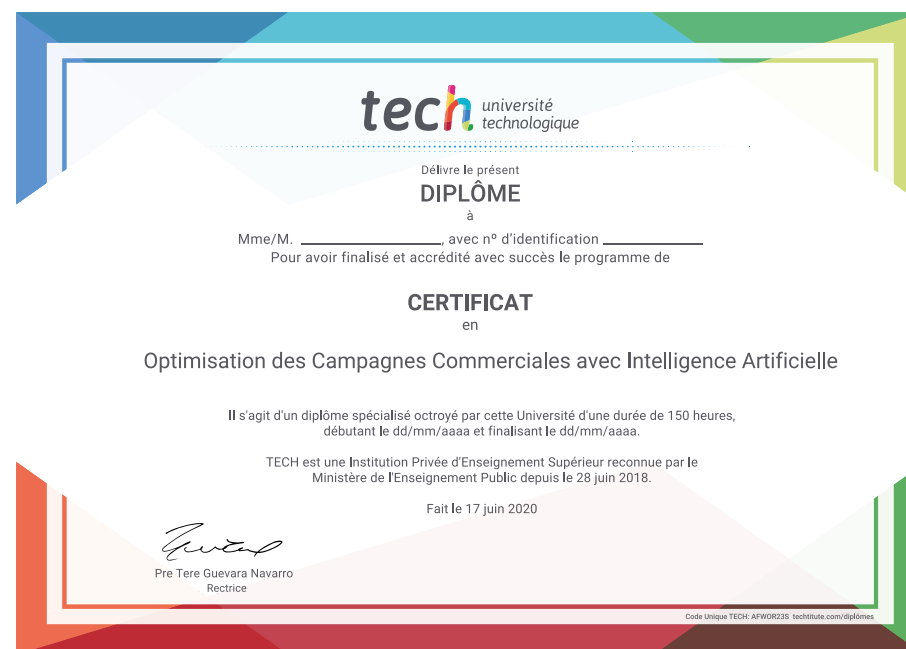 tech université
technologique
Délivre le présent
DIPLÔME
à
Mme/M. ____________________, avec nº d'identification __________________
Pour avoir finalisé et accrédité avec succès le programme de
CERTIFICAT
en
Optimisation des Campagnes Commerciales avec Intelligence Artificielle
Il s'agit d'un diplôme spécialisé octroyé par cette Université d'une durée de 150 heures,
débutant le dd/mm/aaaa et finalisant le dd/mm/aaaa.
TECH est une Institution Privée d'Enseignement Supérieur reconnue par le
Ministère de l'Enseignement Public depuis le 28 juin 2018.
Fait le 17 juin 2020
Pre Tere Guevara Navarro
Rectrice
Code Unique TECH: AFWOR23S techtitute.com/diplômes